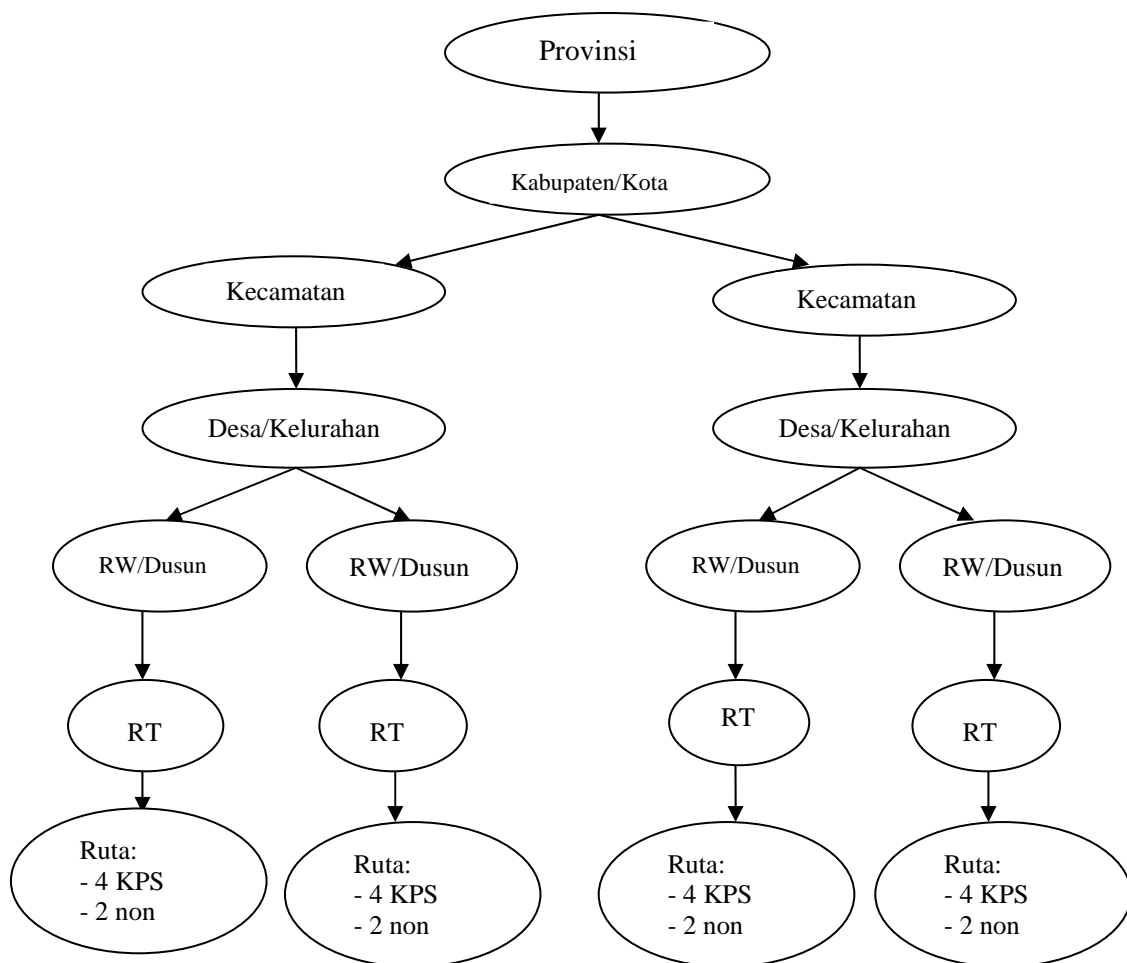 Provinsi
Kabupaten/Kota
Kecamatan
Kecamatan
Desa/Kelurahan
Desa/Kelurahan
RW/Dusun
RW/Dusun
RW/Dusun
RW/Dusun
RT
RT
RT
RT
Ruta:
- 4 KPS
- 2 non
Ruta:
- 4 KPS
- 2 non
Ruta:
- 4 KPS
- 2 non
Ruta:
- 4 KPS
- 2 non